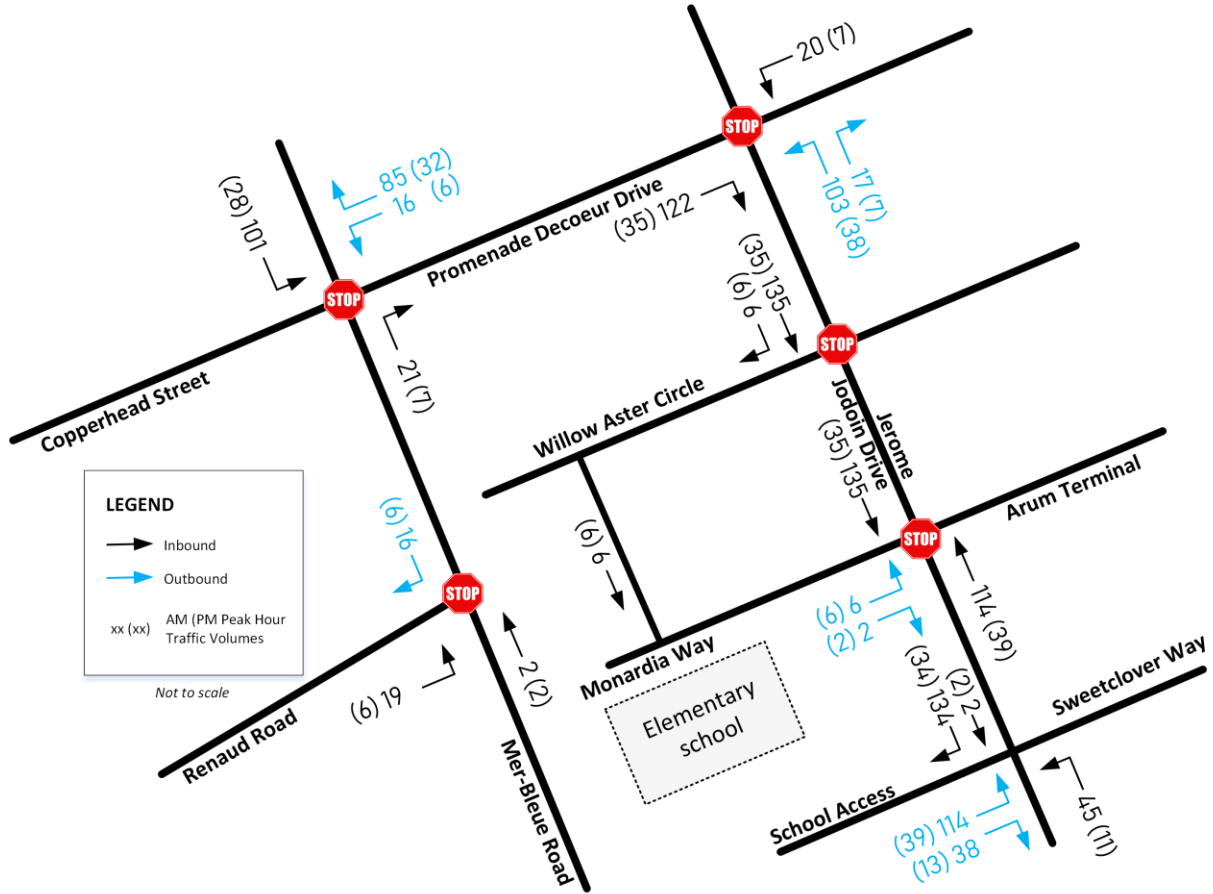 20 (7)
STOP
17 (7)
103 (38)
85 (32)
16 (6)
(28) 101
Promenade Decoeur Drive
(35) 122
STOP
21 (7)
Copperhead Street
(35) 135
(6) 6
STOP
Willow Aster Circle
Jerome
Jodoin Drive
(35) 135
LEGEND
Inbound
Outbound
xx (xx)
AM (PM Peak Hour
Traffic Volumes
Not to scale
(6) 16
STOP
(6) 19
2 (2)
Renaud Road
Mer-Bleue Road
(6) 6
STOP
Arum Terminal
Monardia Way
(6) 6
(2) 2
114 (39)
(2) 2
(34) 134
Elementary
school
Sweetclover Way
School Access
45 (11)
(39) 114
(13) 38